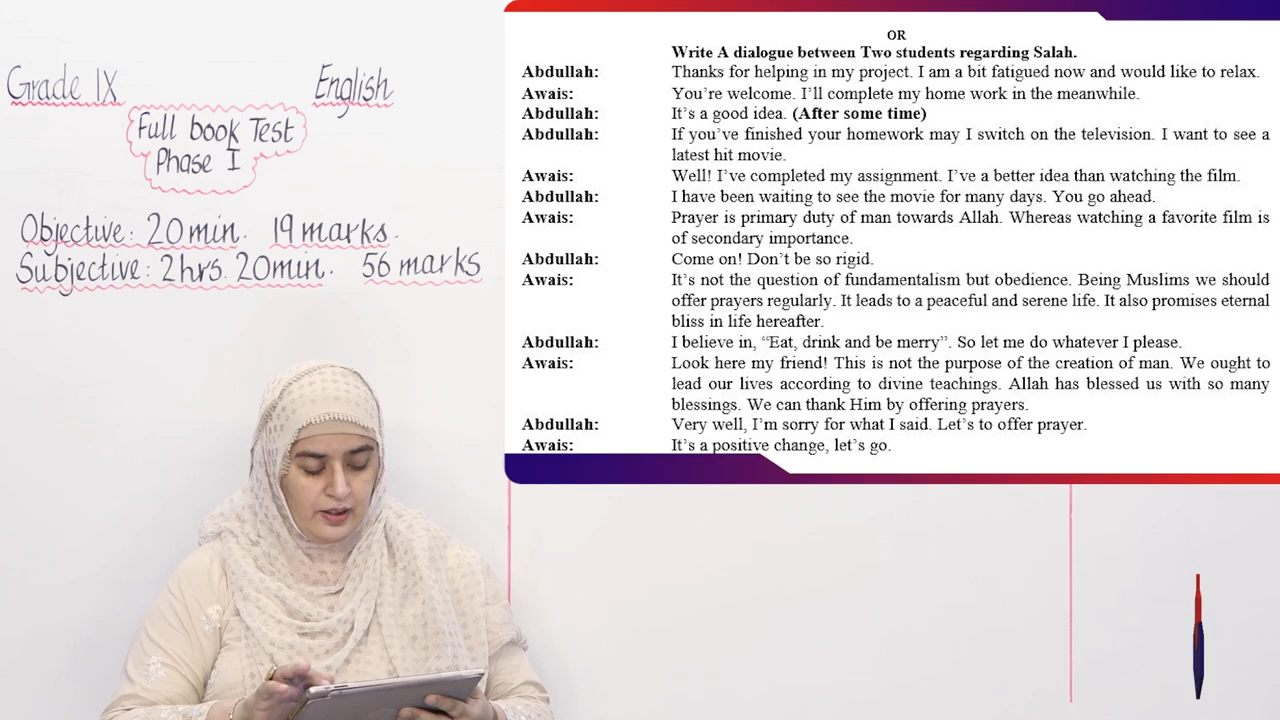 Grade IX
English
Full book Test
Phase I
Objective: 20 min. 19 marks.
Subjective: 2hrs. 20min. 56 marks
OR
Write A dialogue between Two students regarding Salah.
Abdullah: Thanks for helping in my project. I am a bit fatigued now and would like to relax.
Awais: You're welcome. I'll complete my home work in the meanwhile.
Abdullah: It's a good idea. (After some time)
Abdullah: If you've finished your homework may I switch on the television. I want to see a
latest hit movie.
Awais: Well! I've completed my assignment. I've a better idea than watching the film.
Abdullah: I have been waiting to see the movie for many days. You go ahead.
Awais: Prayer is primary duty of man towards Allah. Whereas watching a favorite film is
of secondary importance.
Abdullah: Come on! Don't be so rigid.
Awais: It's not the question of fundamentalism but obedience. Being Muslims we should
offer prayers regularly. It leads to a peaceful and serene life. It also promises eternal
bliss in life hereafter.
Abdullah: I believe in, “Eat, drink and be merry”. So let me do whatever I please.
Awais: Look here my friend! This is not the purpose of the creation of man. We ought to
lead our lives according to divine teachings. Allah has blessed us with so many
blessings. We can thank Him by offering prayers.
Abdullah: Very well, I'm sorry for what I said. Let's to offer prayer.
Awais: It's a positive change, let's go.